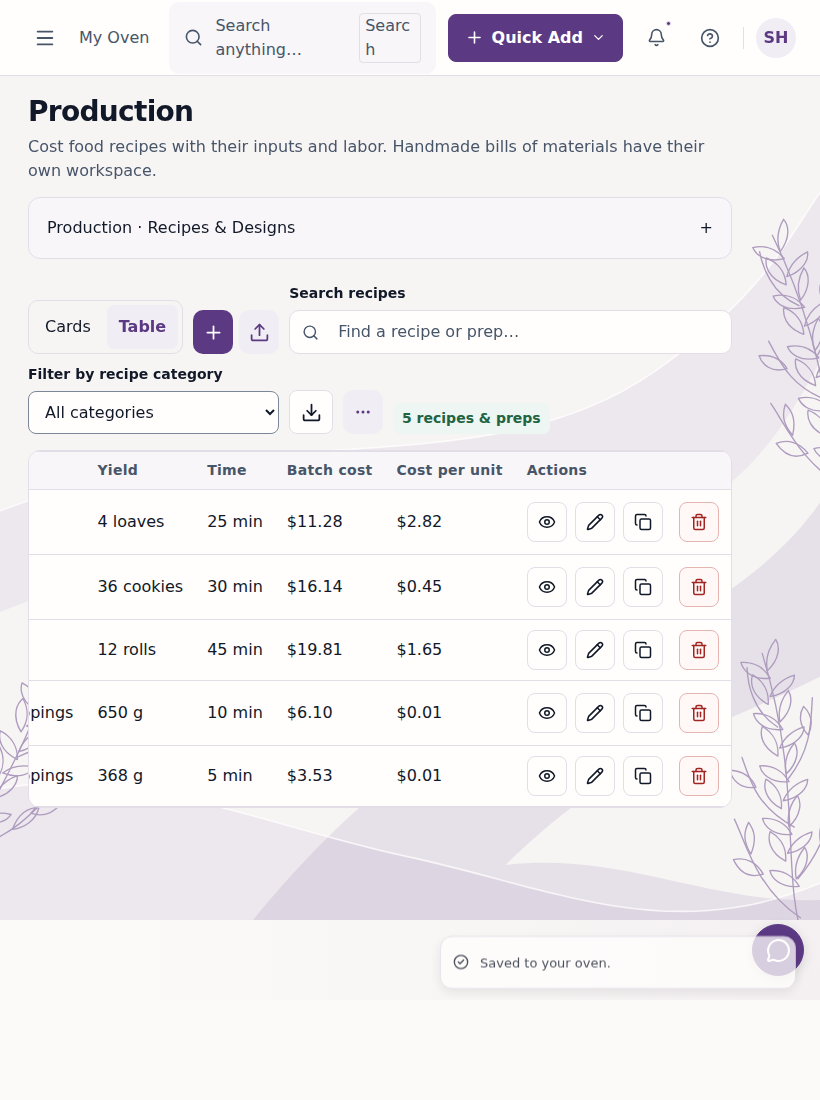 My Oven
Search anything…
Search
Quick Add
SH
Production
Cost food recipes with their inputs and labor. Handmade bills of materials have their
own workspace.
Production · Recipes & Designs
+
Search recipes
Cards Table
Find a recipe or prep…
Filter by recipe category
All categories
5 recipes & preps
Yield Time Batch cost Cost per unit Actions
4 loaves 25 min $11.28 $2.82
36 cookies 30 min $16.14 $0.45
12 rolls 45 min $19.81 $1.65
pings 650 g 10 min $6.10 $0.01
pings 368 g 5 min $3.53 $0.01
Saved to your oven.